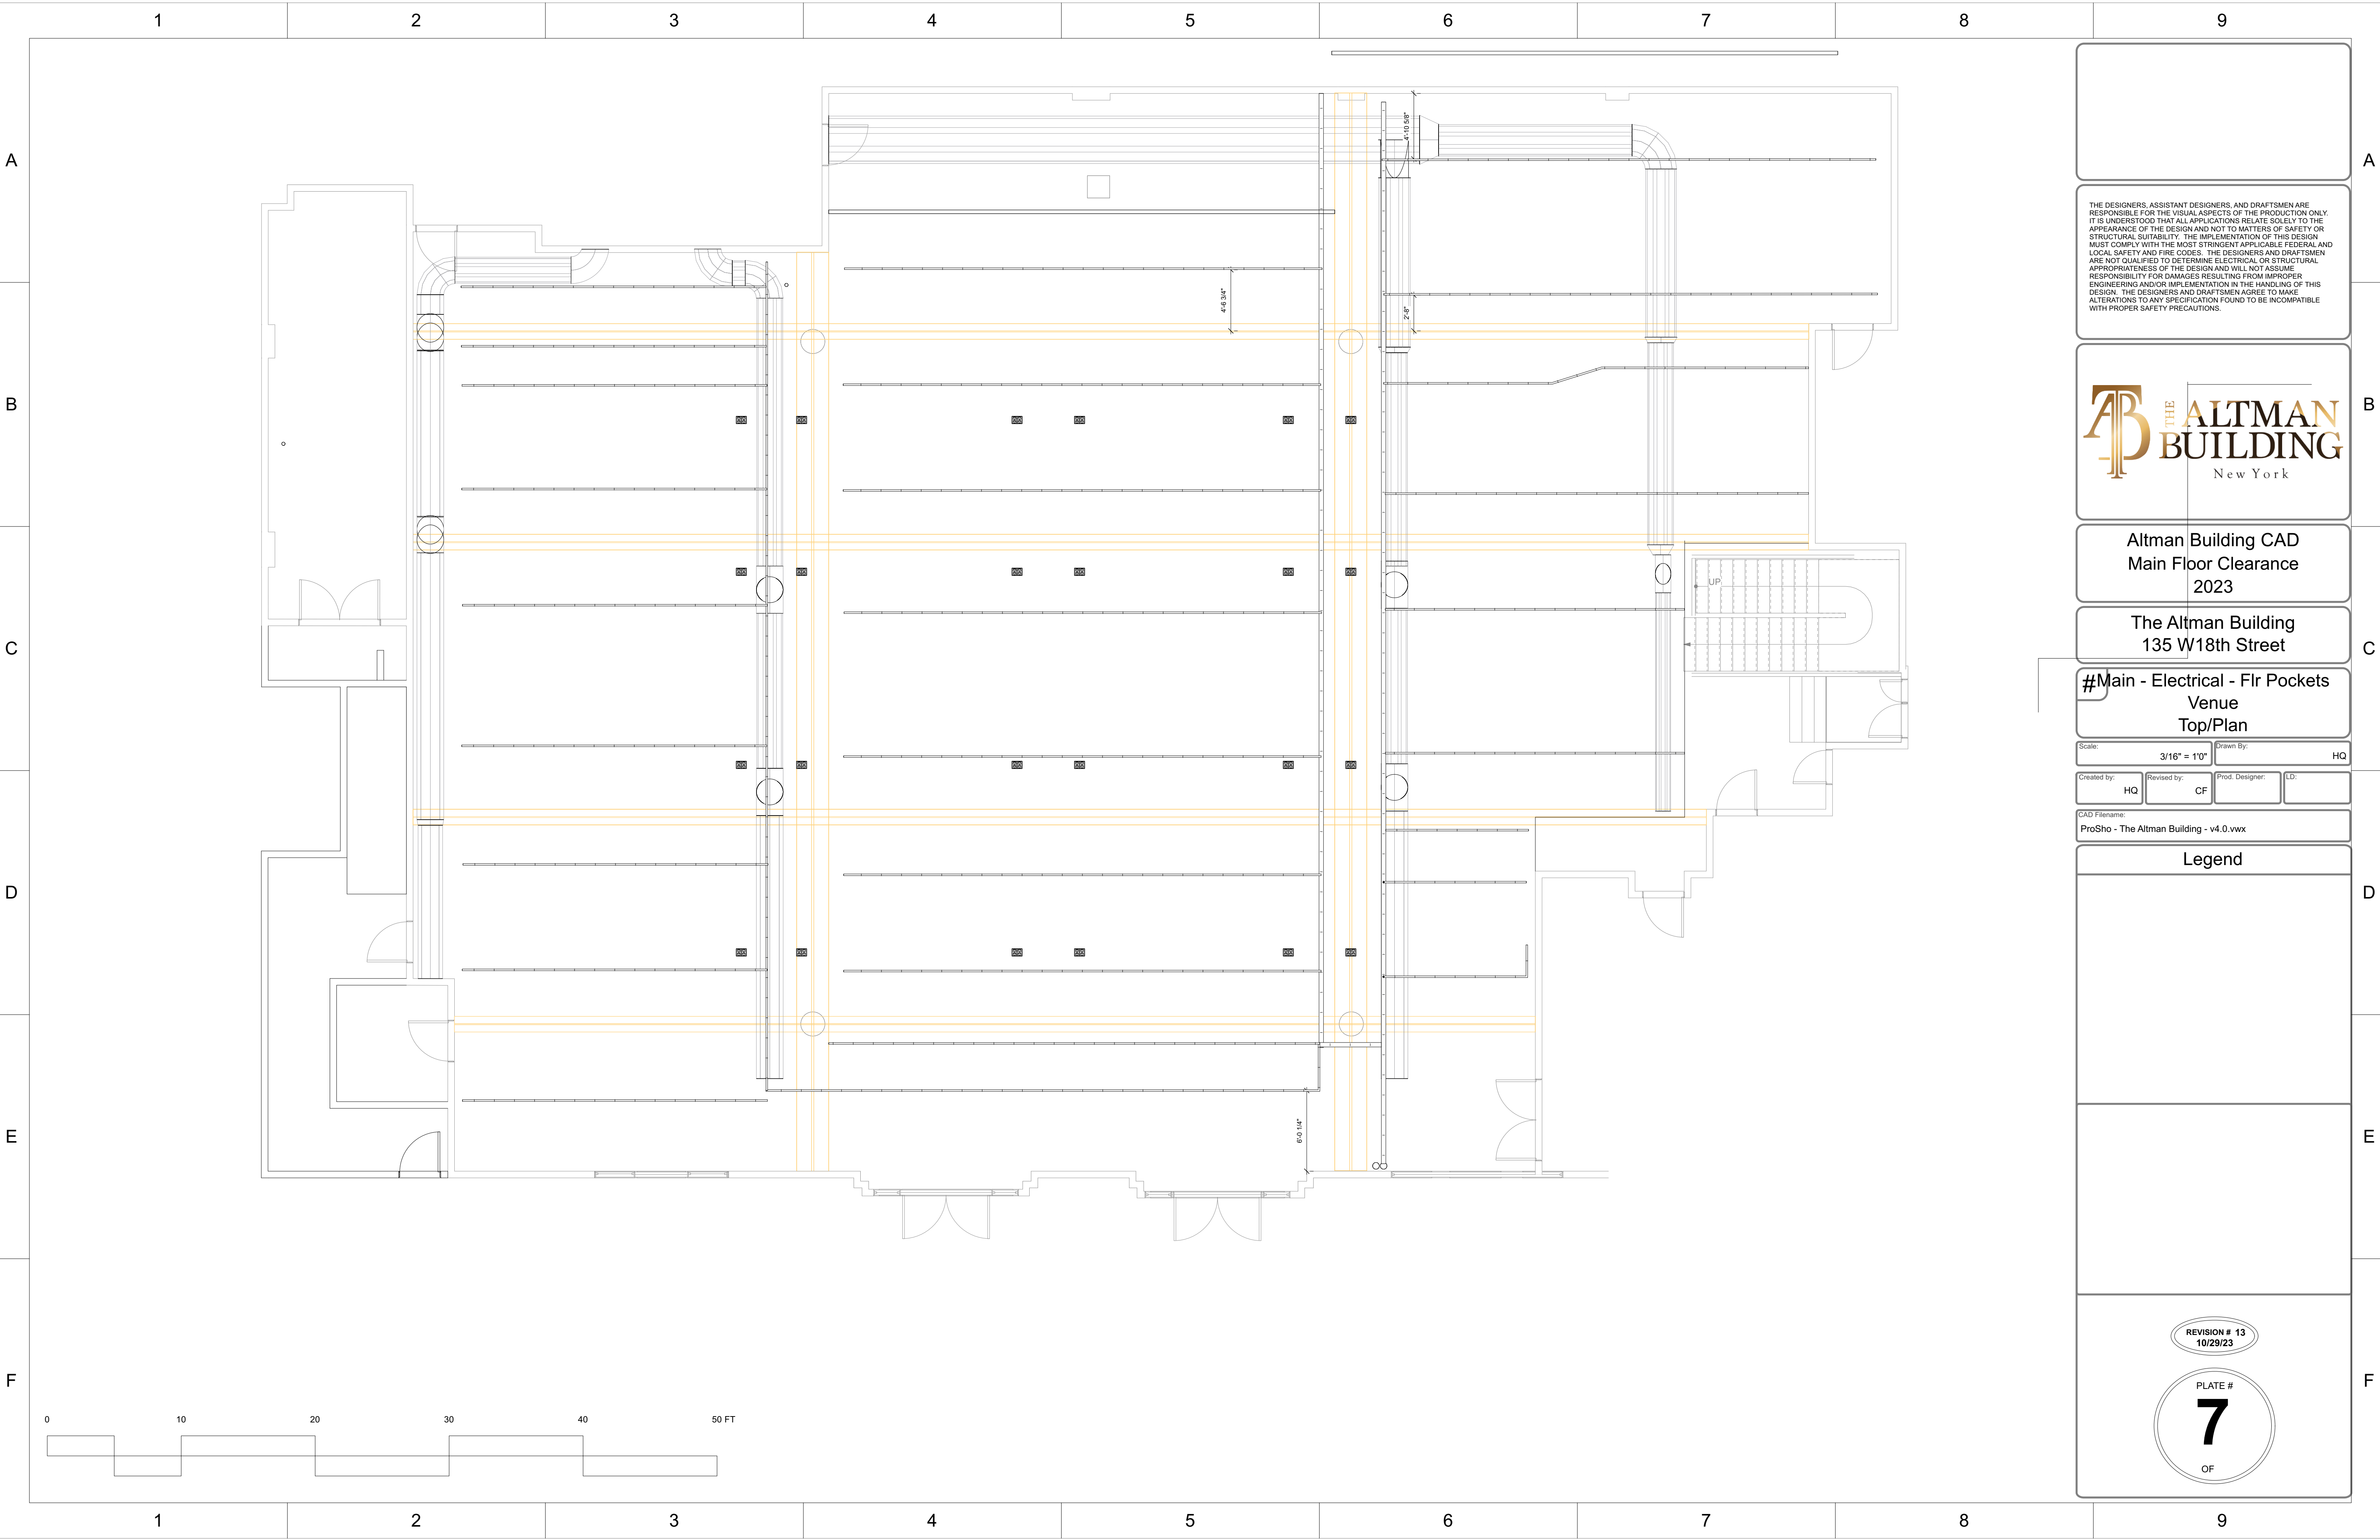 1 2 3 4 5 6 7 8 9
A A
B B
C C
D D
E E
F F
4'-10 5/8"
4'-6 3/4"
2'-8"
6'-0 1/4"
UP
THE DESIGNERS, ASSISTANT DESIGNERS, AND DRAFTSMEN ARE
RESPONSIBLE FOR THE VISUAL ASPECTS OF THE PRODUCTION ONLY.
IT IS UNDERSTOOD THAT ALL APPLICATIONS RELATE SOLELY TO THE
APPEARANCE OF THE DESIGN AND NOT TO MATTERS OF SAFETY OR
STRUCTURAL SUITABILITY. THE IMPLEMENTATION OF THIS DESIGN
MUST COMPLY WITH THE MOST STRINGENT APPLICABLE FEDERAL AND
LOCAL SAFETY AND FIRE CODES. THE DESIGNERS AND DRAFTSMEN
ARE NOT QUALIFIED TO DETERMINE ELECTRICAL OR STRUCTURAL
APPROPRIATENESS OF THE DESIGN AND WILL NOT ASSUME
RESPONSIBILITY FOR DAMAGES RESULTING FROM IMPROPER
ENGINEERING AND/OR IMPLEMENTATION IN THE HANDLING OF THIS
DESIGN. THE DESIGNERS AND DRAFTSMEN AGREE TO MAKE
ALTERATIONS TO ANY SPECIFICATION FOUND TO BE INCOMPATIBLE
WITH PROPER SAFETY PRECAUTIONS.
THE ALTMAN
BUILDING
New York
Altman Building CAD
Main Floor Clearance
2023
The Altman Building
135 W18th Street
#Main - Electrical - Flr Pockets
Venue
Top/Plan
Scale: 3/16" = 1'0"
Drawn By: HQ
Created by: HQ
Revised by: CF
Prod. Designer:
LD:
CAD Filename:
ProSho - The Altman Building - v4.0.vwx
Legend
REVISION # 13
10/29/23
PLATE #
7
OF
0 10 20 30 40 50 FT
1 2 3 4 5 6 7 8 9